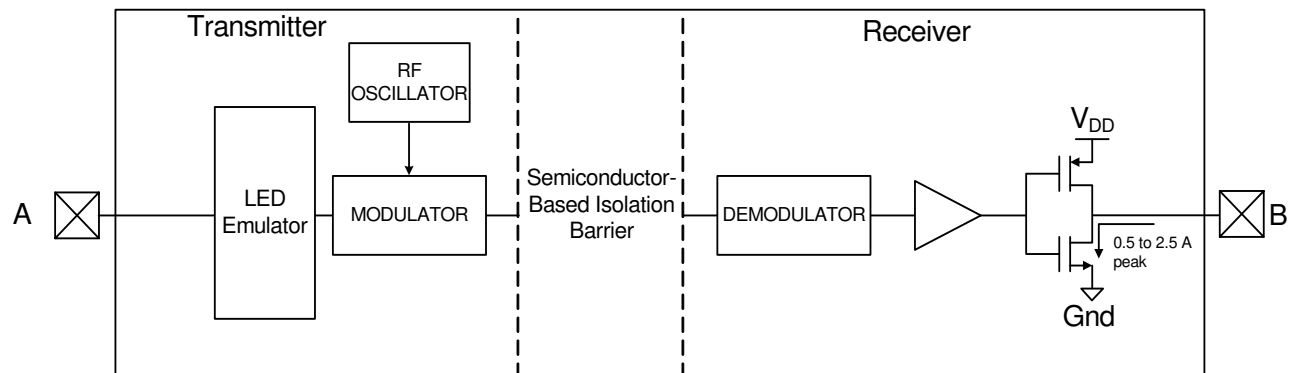 Transmitter
Receiver
RF
OSCILLATOR
LED
Emulator
MODULATOR
Semiconductor-
Based Isolation
Barrier
DEMODULATOR
VDD
0.5 to 2.5 A
peak
Gnd
A
B